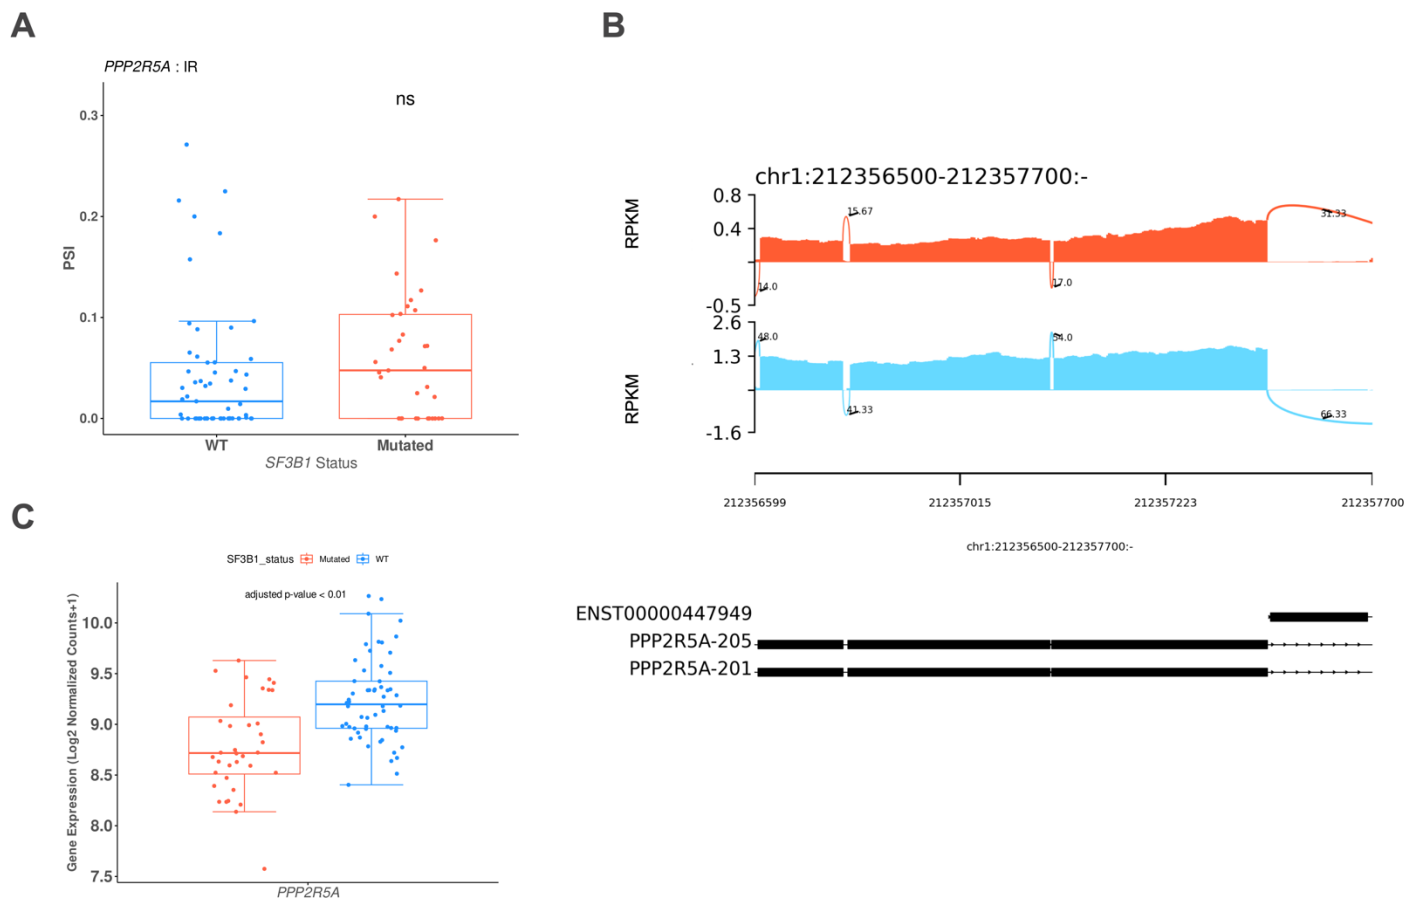 A
PPP2R5A : IR
ns
0.3
0.2
0.1
0.0
PSI
WT
Mutated
SF3B1 Status
B
chr1:212356500-212357700:-
RPKM
0.8
0.4
-0.5
15.67
31.33
14.0
17.0
RPKM
2.6
1.3
-1.6
48.0
54.0
41.33
66.33
212356599
212357015
212357223
212357700
chr1:212356500-212357700:-
ENST00000447949
PPP2R5A-205
PPP2R5A-201
C
SF3B1_status Mutated WT
adjusted p-value < 0.01
10.0
9.5
9.0
8.5
8.0
7.5
Gene Expression (Log2 Normalized Counts+1)
PPP2R5A